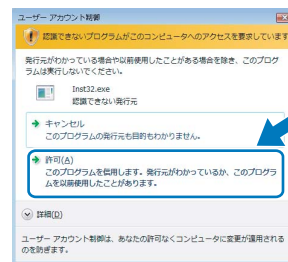 ユーザー アカウント制御
認識できないプログラムがこのコンピュータへのアクセスを要求しています
発行元がわかっている場合や以前使用したことがある場合を除き、このプログ
ラムは実行しないでください。
Inst32.exe
認識できない発行元
キャンセル
このプログラムの発行元も目的もわかりません。
許可(A)
このプログラムを信用します。発行元がわかっているか、このプログラ
ムを以前使用したことがあります。
詳細(D)
ユーザー アカウント制御は、あなたの許可なくコンピュータに変更が適用される
のを防ぎます。